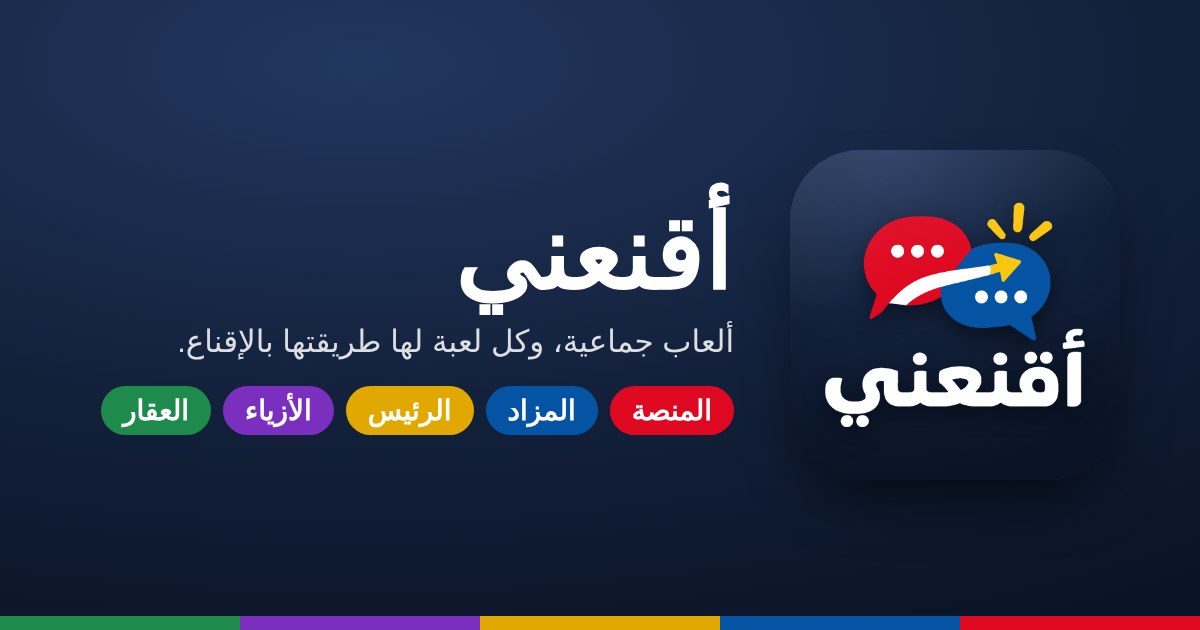 أقنعني
ألعاب جماعية، وكل لعبة لها طريقتها بالإقناع.
المنصة المزاد الرئيس الأزياء العقار
أقنعني